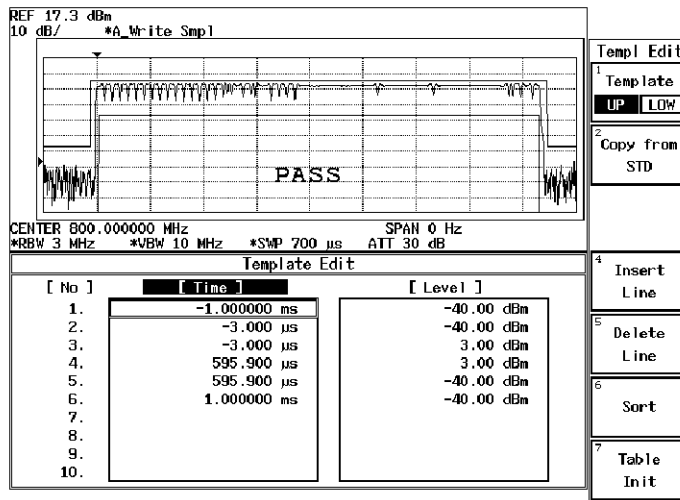 REF 17.3 dBm
10 dB/ *A_Write Smpl
PASS
CENTER 800.000000 MHz SPAN 0 Hz
*RBW 3 MHz *VBW 10 MHz *SWP 700 µs ATT 30 dB
Template Edit
[ No ] [ Time ] [ Level ]
1. -1.000000 ms -40.00 dBm
2. -3.000 µs -40.00 dBm
3. -3.000 µs 3.00 dBm
4. 595.900 µs 3.00 dBm
5. 595.900 µs -40.00 dBm
6. 1.000000 ms -40.00 dBm
7.
8.
9.
10.
Templ Edit
1 Template
UP LOW
2 Copy from
STD
4 Insert
Line
5 Delete
Line
6 Sort
7 Table
Init